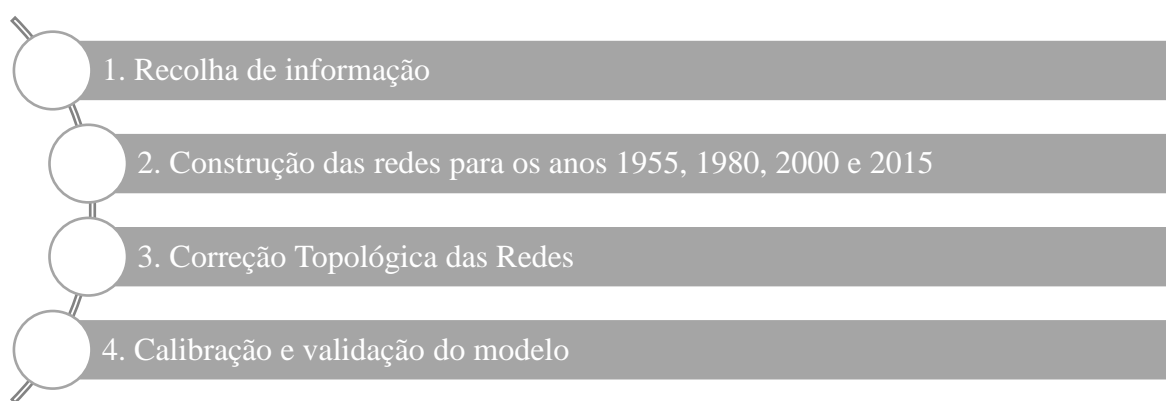 1. Recolha de informação
2. Construção das redes para os anos 1955, 1980, 2000 e 2015
3. Correção Topológica das Redes
4. Calibração e validação do modelo